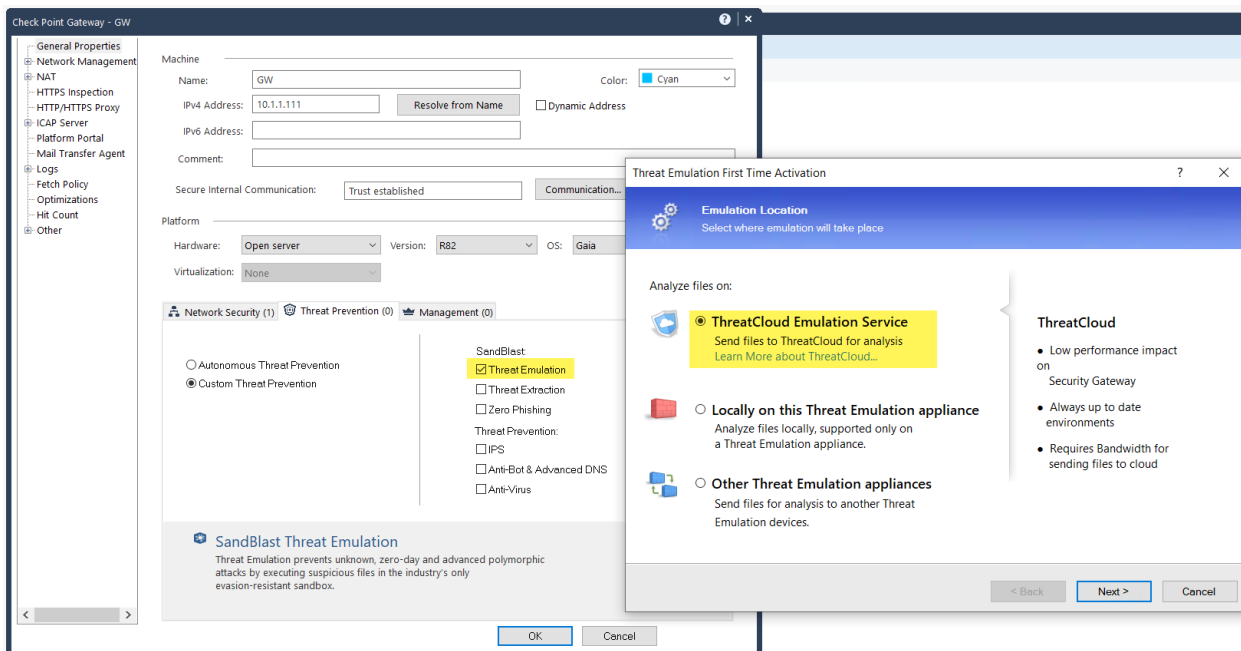 Check Point Gateway - GW
?
×
General Properties
Network Management
NAT
HTTPS Inspection
HTTP/HTTPS Proxy
ICAP Server
Platform Portal
Mail Transfer Agent
Logs
Fetch Policy
Optimizations
Hit Count
Other
Machine
Name:
GW
Color:
Cyan
IPv4 Address:
10.1.1.111
Resolve from Name
Dynamic Address
IPv6 Address:
Comment:
Secure Internal Communication:
Trust established
Communication...
Platform
Hardware:
Open server
Version:
R82
OS:
Gaia
Virtualization:
None
Network Security (1)
Threat Prevention (0)
Management (0)
Autonomous Threat Prevention
Custom Threat Prevention
SandBlast:
Threat Emulation
Threat Extraction
Zero Phishing
Threat Prevention:
IPS
Anti-Bot & Advanced DNS
Anti-Virus
SandBlast Threat Emulation
Threat Emulation prevents unknown, zero-day and advanced polymorphic
attacks by executing suspicious files in the industry's only
evasion-resistant sandbox.
OK
Cancel
Threat Emulation First Time Activation
?
×
Emulation Location
Select where emulation will take place
Analyze files on:
ThreatCloud Emulation Service
Send files to ThreatCloud for analysis
Learn More about ThreatCloud...
Locally on this Threat Emulation appliance
Analyze files locally, supported only on
a Threat Emulation appliance.
Other Threat Emulation appliances
Send files for analysis to another Threat
Emulation devices.
ThreatCloud
• Low performance impact
on
Security Gateway
• Always up to date
environments
• Requires Bandwidth for
sending files to cloud
< Back
Next >
Cancel